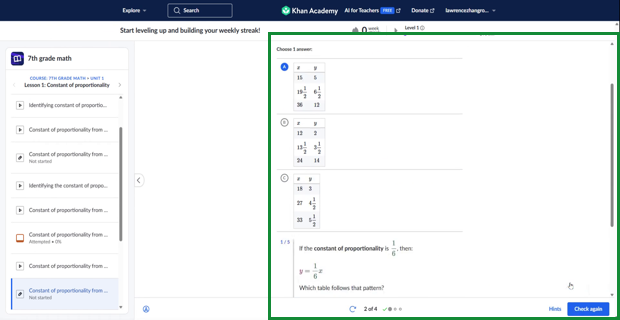 Explore
Search
Khan Academy
AI for Teachers FREE
Donate
lawrencezhangro...
Start leveling up and building your weekly streak!
0 week
Level 1
7th grade math
COURSE: 7TH GRADE MATH > UNIT 1
Lesson 1: Constant of proportionality
Identifying constant of proportio...
Constant of proportionality from ...
Constant of proportionality from ...
Not started
Identifying the constant of propo...
Constant of proportionality from ...
Constant of proportionality from ...
Attempted • 0%
Constant of proportionality from ...
Constant of proportionality from ...
Not started
Choose 1 answer:
A
x y
15 5
19 1/2 6 1/2
36 12
B
x y
12 2
13 1/2 3 1/2
24 14
C
x y
18 3
27 4 1/2
33 5 1/2
1 / 3
If the constant of proportionality is 1/6, then:
y = 1/6 x
Which table follows that pattern?
2 of 4
Hints
Check again